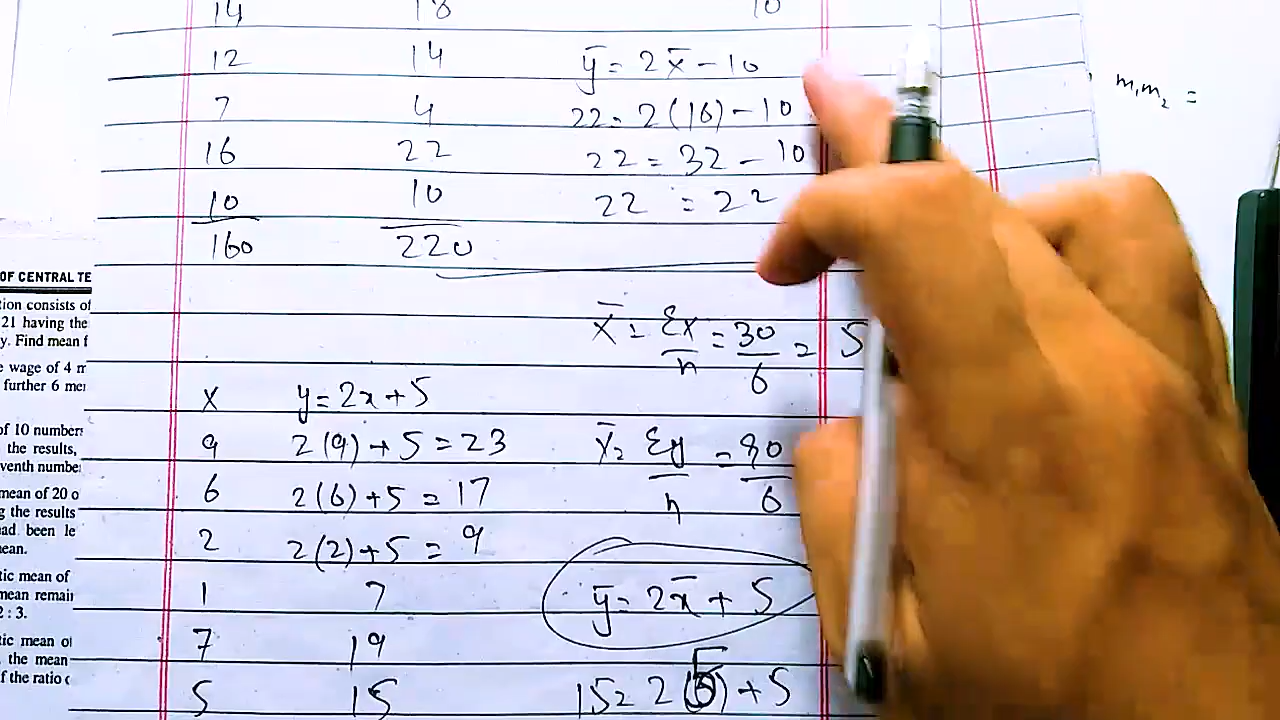 14 18 10
12 14 ȳ = 2x̄ - 10
m₁m₂ =
7 4 22 = 2(16) - 10
16 22 22 = 32 - 10
10 10 22 = 22
160 220
OF CENTRAL TE
tion consists of
21 having the
y. Find mean f
e wage of 4 m
further 6 mei
of 10 number:
the results,
venth numbe
mean of 20 o
g the results
ad been le
ean.
tic mean of
mean remain
2 : 3.
tic mean of
the mean
f the ratio o
x̄ = Σx/n = 30/6 = 5
x y = 2x + 5
9 2(9) + 5 = 23 Ȳ = Σy/n = 90/6
6 2(6) + 5 = 17
2 2(2) + 5 = 9
1 7 ȳ = 2x̄ + 5
7 19
5 15 15 = 2(5) + 5